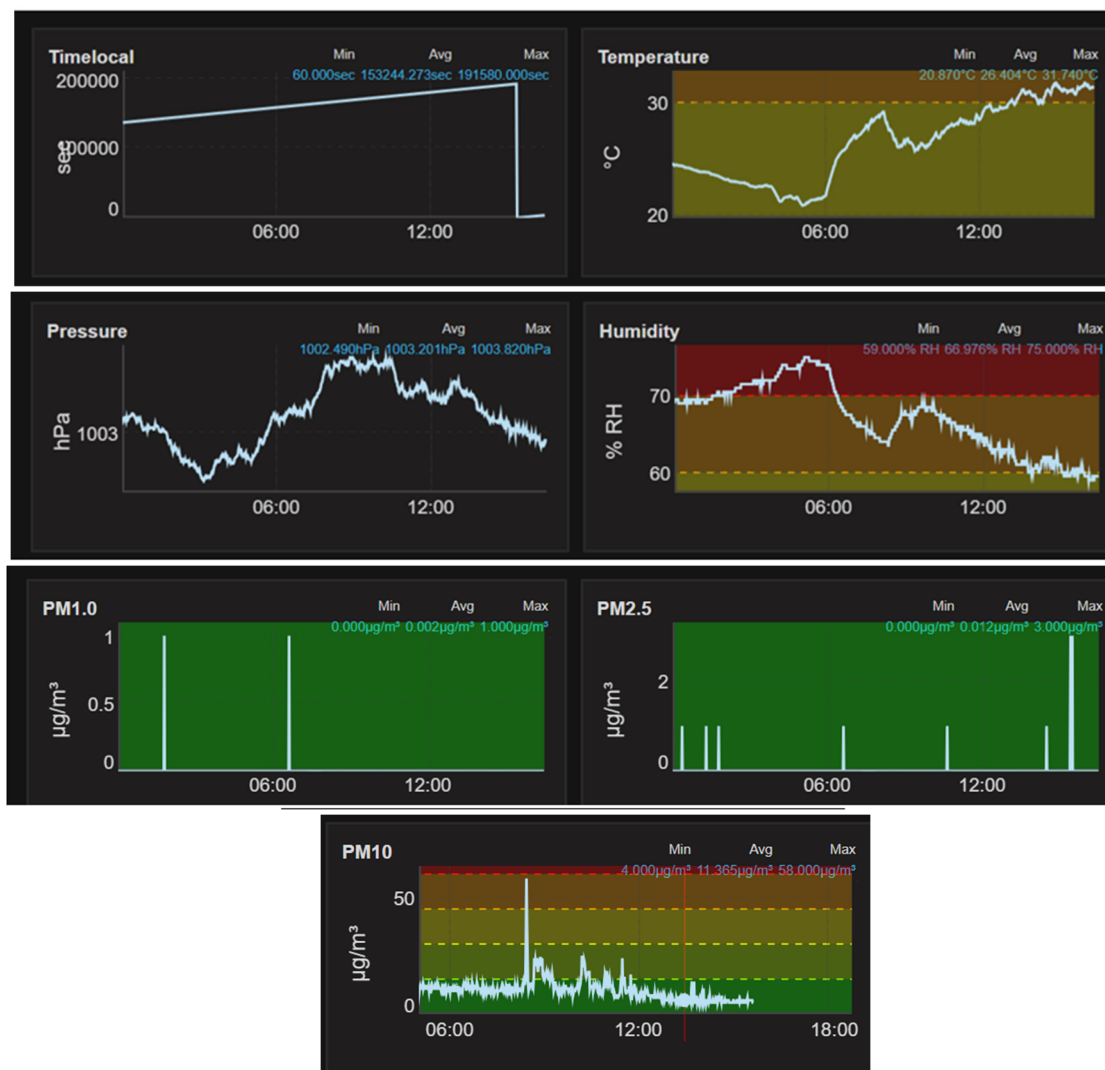 Timelocal Min Avg Max
60.000sec 153244.273sec 191580.000sec
200000
100000
0
sec
06:00 12:00
Temperature Min Avg Max
20.870°C 26.404°C 31.740°C
30
20
°C
06:00 12:00
Pressure Min Avg Max
1002.490hPa 1003.201hPa 1003.820hPa
1003
hPa
06:00 12:00
Humidity Min Avg Max
59.000% RH 66.976% RH 75.000% RH
70
60
% RH
06:00 12:00
PM1.0 Min Avg Max
0.000µg/m³ 0.002µg/m³ 1.000µg/m³
1
0.5
0
µg/m³
06:00 12:00
PM2.5 Min Avg Max
0.000µg/m³ 0.012µg/m³ 3.000µg/m³
2
0
µg/m³
06:00 12:00
PM10 Min Avg Max
4.000µg/m³ 11.365µg/m³ 58.000µg/m³
50
0
µg/m³
06:00 12:00 18:00